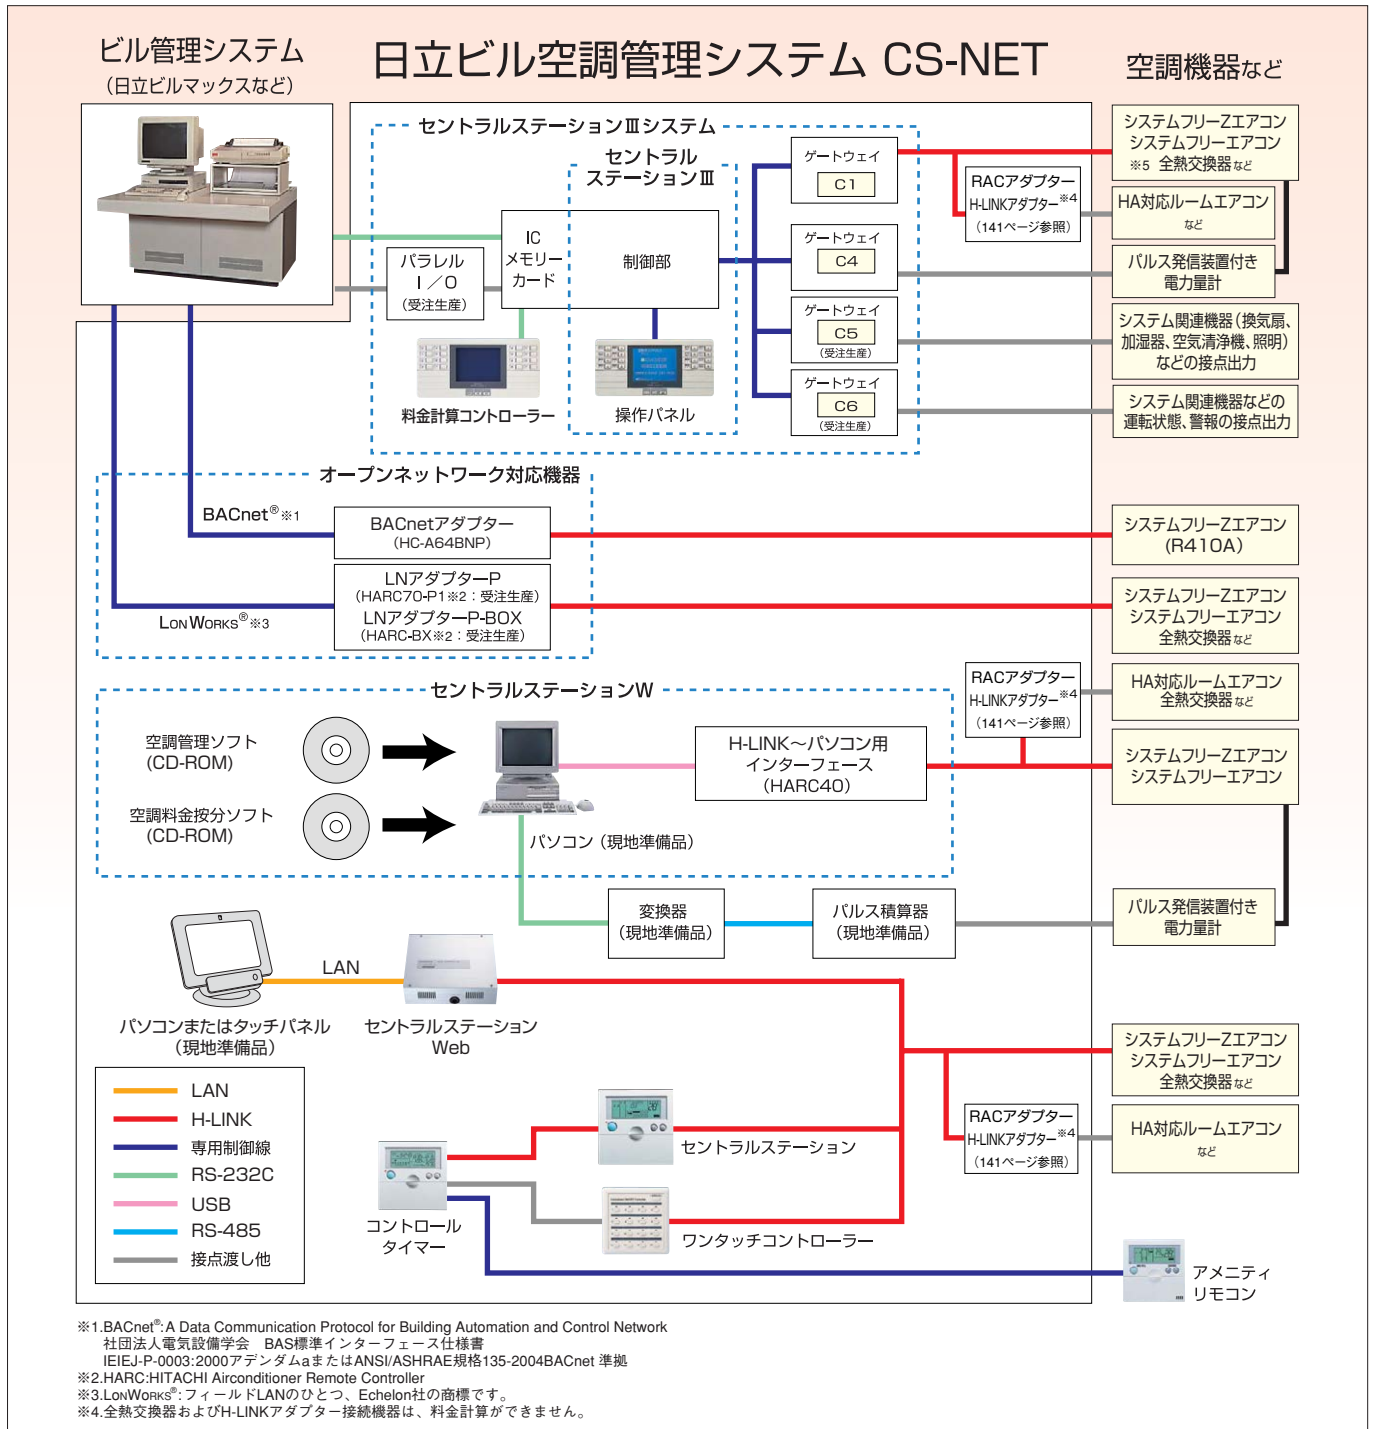 ビル管理システム
(日立ビルマックスなど)
日立ビル空調管理システム CS-NET
空調機器など
セントラルステーションⅢシステム
セントラル
ステーションⅢ
IC
メモリー
カード
制御部
パラレル
I/O
(受注生産)
料金計算コントローラー
操作パネル
ゲートウェイ
C1
ゲートウェイ
C4
ゲートウェイ
C5
(受注生産)
ゲートウェイ
C6
(受注生産)
RACアダプター
H-LINKアダプター※4
(141ページ参照)
システムフリーZエアコン
システムフリーエアコン
※5 全熱交換器など
HA対応ルームエアコン
など
パルス発信装置付き
電力量計
システム関連機器(換気扇、
加湿器、空気清浄機、照明)
などの接点出力
システム関連機器などの
運転状態、警報の接点出力
オープンネットワーク対応機器
BACnet®※1
BACnetアダプター
(HC-A64BNP)
システムフリーZエアコン
(R410A)
LNアダプターP
(HARC70-P1※2:受注生産)
LNアダプターP-BOX
(HARC-BX※2:受注生産)
LONWORKS®※3
システムフリーZエアコン
システムフリーエアコン
全熱交換器など
セントラルステーションW
空調管理ソフト
(CD-ROM)
空調料金按分ソフト
(CD-ROM)
パソコン(現地準備品)
H-LINK~パソコン用
インターフェース
(HARC40)
RACアダプター
H-LINKアダプター※4
(141ページ参照)
HA対応ルームエアコン
全熱交換器など
システムフリーZエアコン
システムフリーエアコン
変換器
(現地準備品)
パルス積算器
(現地準備品)
パルス発信装置付き
電力量計
LAN
パソコンまたはタッチパネル
(現地準備品)
セントラルステーション
Web
システムフリーZエアコン
システムフリーエアコン
全熱交換器など
RACアダプター
H-LINKアダプター※4
(141ページ参照)
HA対応ルームエアコン
など
LAN
H-LINK
専用制御線
RS-232C
USB
RS-485
接点渡し他
セントラルステーション
コントロール
タイマー
ワンタッチコントローラー
アメニティ
リモコン
※1.BACnet®:A Data Communication Protocol for Building Automation and Control Network
社団法人電気設備学会 BAS標準インターフェース仕様書
IEIEJ-P-0003:2000アデンダムaまたはANSI/ASHRAE規格135-2004BACnet 準拠
※2.HARC:HITACHI Airconditioner Remote Controller
※3.LONWORKS®:フィールドLANのひとつ、Echelon社の商標です。
※4.全熱交換器およびH-LINKアダプター接続機器は、料金計算ができません。